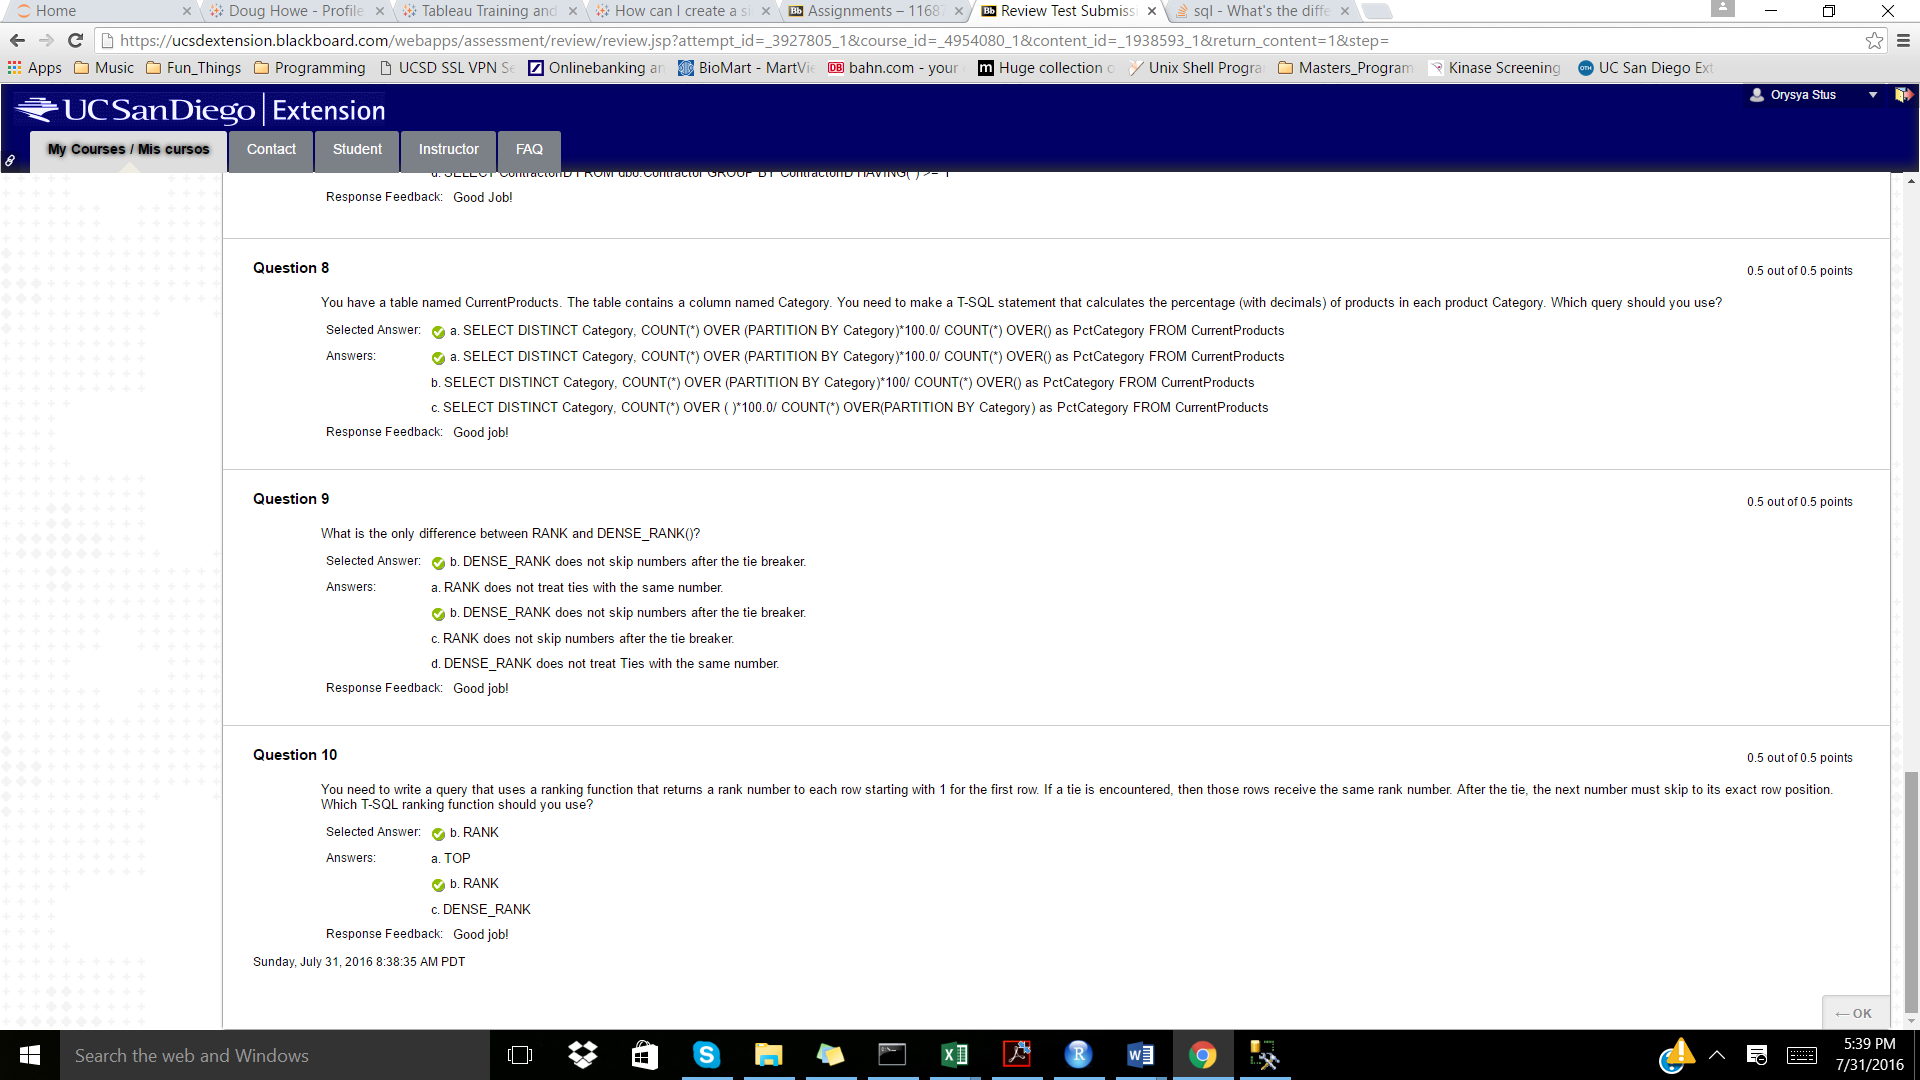 Home
Doug Howe - Profile
Tableau Training and
How can I create a si
Assignments – 11687
Review Test Submiss
sql - What's the diffe
https://ucsdextension.blackboard.com/webapps/assessment/review/review.jsp?attempt_id=_3927805_1&course_id=_4954080_1&content_id=_1938593_1&return_content=1&step=
Apps Music Fun_Things Programming UCSD SSL VPN Se Onlinebanking an BioMart - MartVie bahn.com - your Huge collection o Unix Shell Progra Masters_Program Kinase Screening UC San Diego Ext
UC San Diego Extension
Orysya Stus
My Courses / Mis cursos Contact Student Instructor FAQ
d. SELECT ContractorID FROM dbo.Contractor GROUP BY ContractorID HAVING(*) >= 1
Response Feedback: Good Job!
Question 8
0.5 out of 0.5 points
You have a table named CurrentProducts. The table contains a column named Category. You need to make a T-SQL statement that calculates the percentage (with decimals) of products in each product Category. Which query should you use?
Selected Answer: a. SELECT DISTINCT Category, COUNT(*) OVER (PARTITION BY Category)*100.0/ COUNT(*) OVER() as PctCategory FROM CurrentProducts
Answers: a. SELECT DISTINCT Category, COUNT(*) OVER (PARTITION BY Category)*100.0/ COUNT(*) OVER() as PctCategory FROM CurrentProducts
b. SELECT DISTINCT Category, COUNT(*) OVER (PARTITION BY Category)*100/ COUNT(*) OVER() as PctCategory FROM CurrentProducts
c. SELECT DISTINCT Category, COUNT(*) OVER ( )*100.0/ COUNT(*) OVER(PARTITION BY Category) as PctCategory FROM CurrentProducts
Response Feedback: Good job!
Question 9
0.5 out of 0.5 points
What is the only difference between RANK and DENSE_RANK()?
Selected Answer: b. DENSE_RANK does not skip numbers after the tie breaker.
Answers: a. RANK does not treat ties with the same number.
b. DENSE_RANK does not skip numbers after the tie breaker.
c. RANK does not skip numbers after the tie breaker.
d. DENSE_RANK does not treat Ties with the same number.
Response Feedback: Good job!
Question 10
0.5 out of 0.5 points
You need to write a query that uses a ranking function that returns a rank number to each row starting with 1 for the first row. If a tie is encountered, then those rows receive the same rank number. After the tie, the next number must skip to its exact row position.
Which T-SQL ranking function should you use?
Selected Answer: b. RANK
Answers: a. TOP
b. RANK
c. DENSE_RANK
Response Feedback: Good job!
Sunday, July 31, 2016 8:38:35 AM PDT
← OK
Search the web and Windows
5:39 PM
7/31/2016